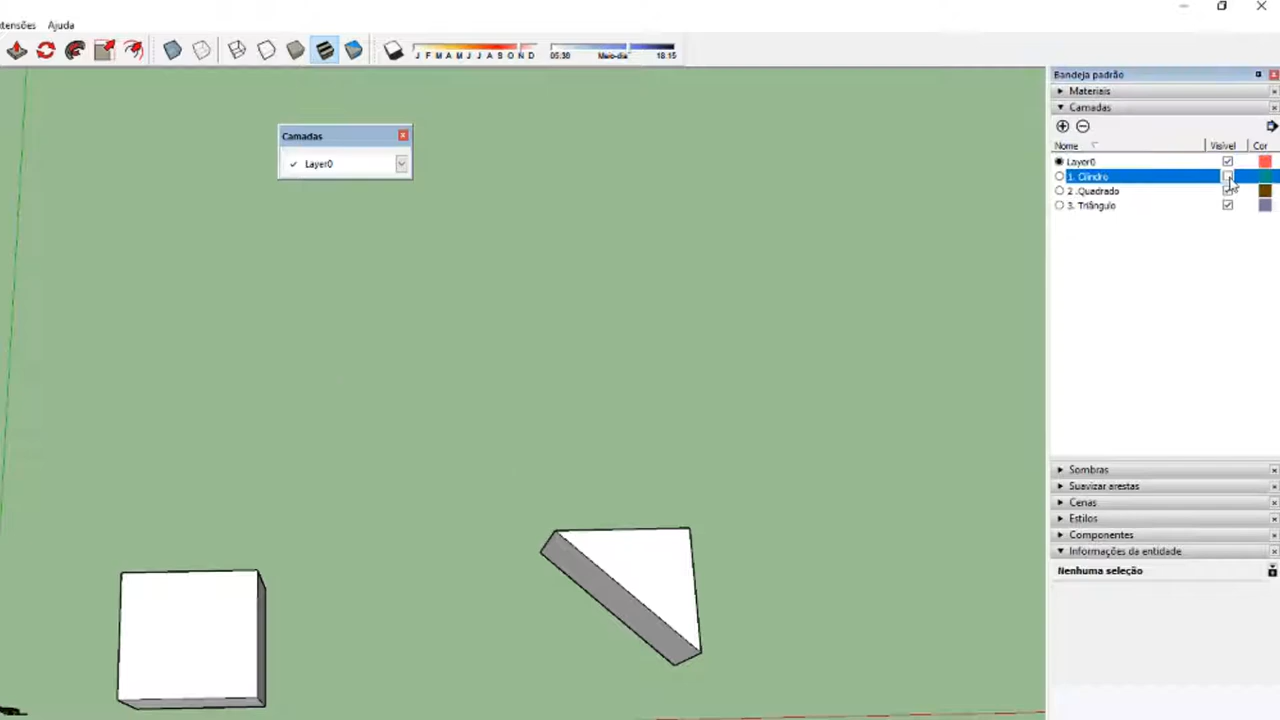 tensões Ajuda
J F M A M J J A S O N D 05:30 Meio-dia 18:15
Bandeja padrão
Materiais
Camadas
Nome Visível Cor
Layer0
1. Cilindro
2 .Quadrado
3. Triângulo
Camadas
Layer0
Sombras
Suavizar arestas
Cenas
Estilos
Componentes
Informações da entidade
Nenhuma seleção